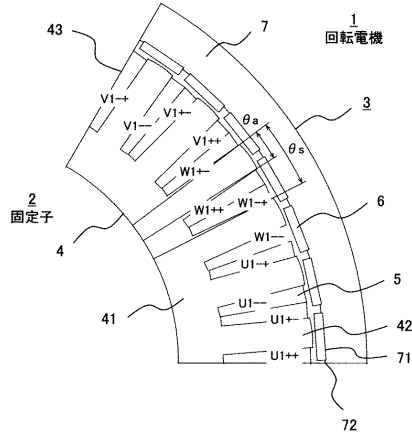 1
回転電機
43
7
3
V1-+
V1+-
V1--
θa
θs
V1++
W1+-
2
固定子
W1++
W1-+
6
4
W1--
U1-+
5
41
U1--
U1+-
42
U1++
71
72